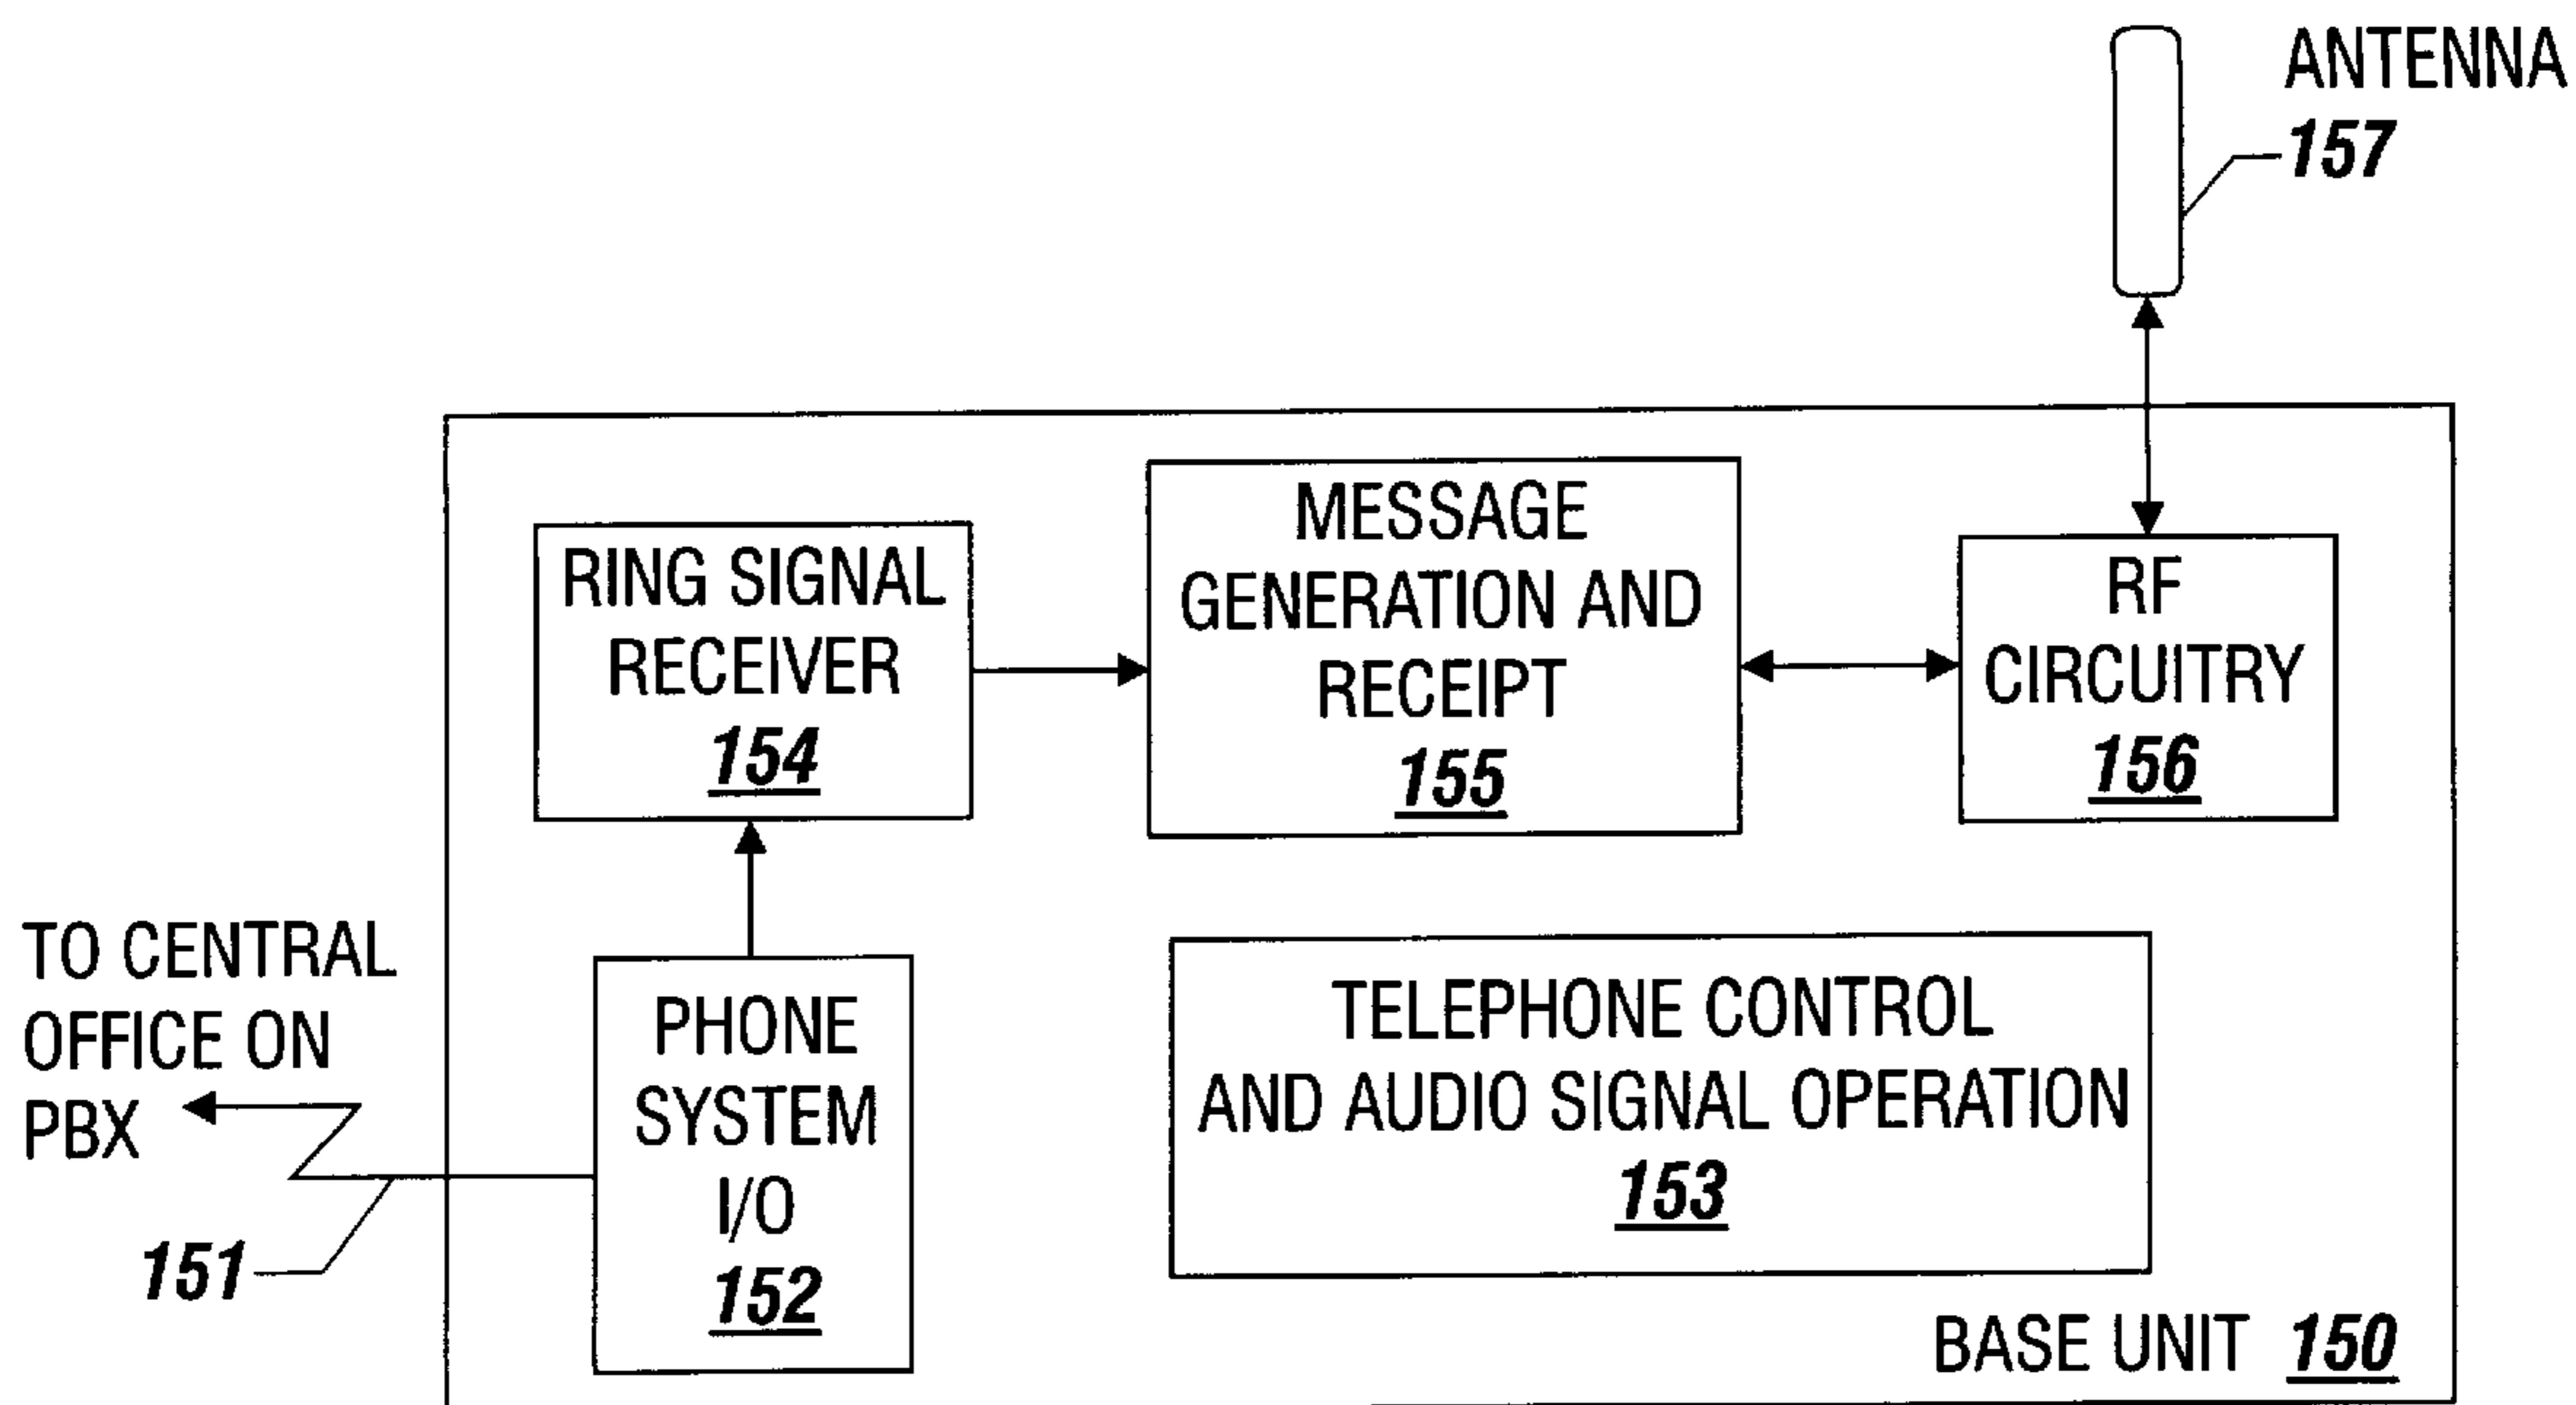 ANTENNA
157
RING SIGNAL
RECEIVER
154
MESSAGE
GENERATION AND
RECEIPT
155
RF
CIRCUITRY
156
TO CENTRAL
OFFICE ON
PBX
151
PHONE
SYSTEM
I/O
152
TELEPHONE CONTROL
AND AUDIO SIGNAL OPERATION
153
BASE UNIT 150